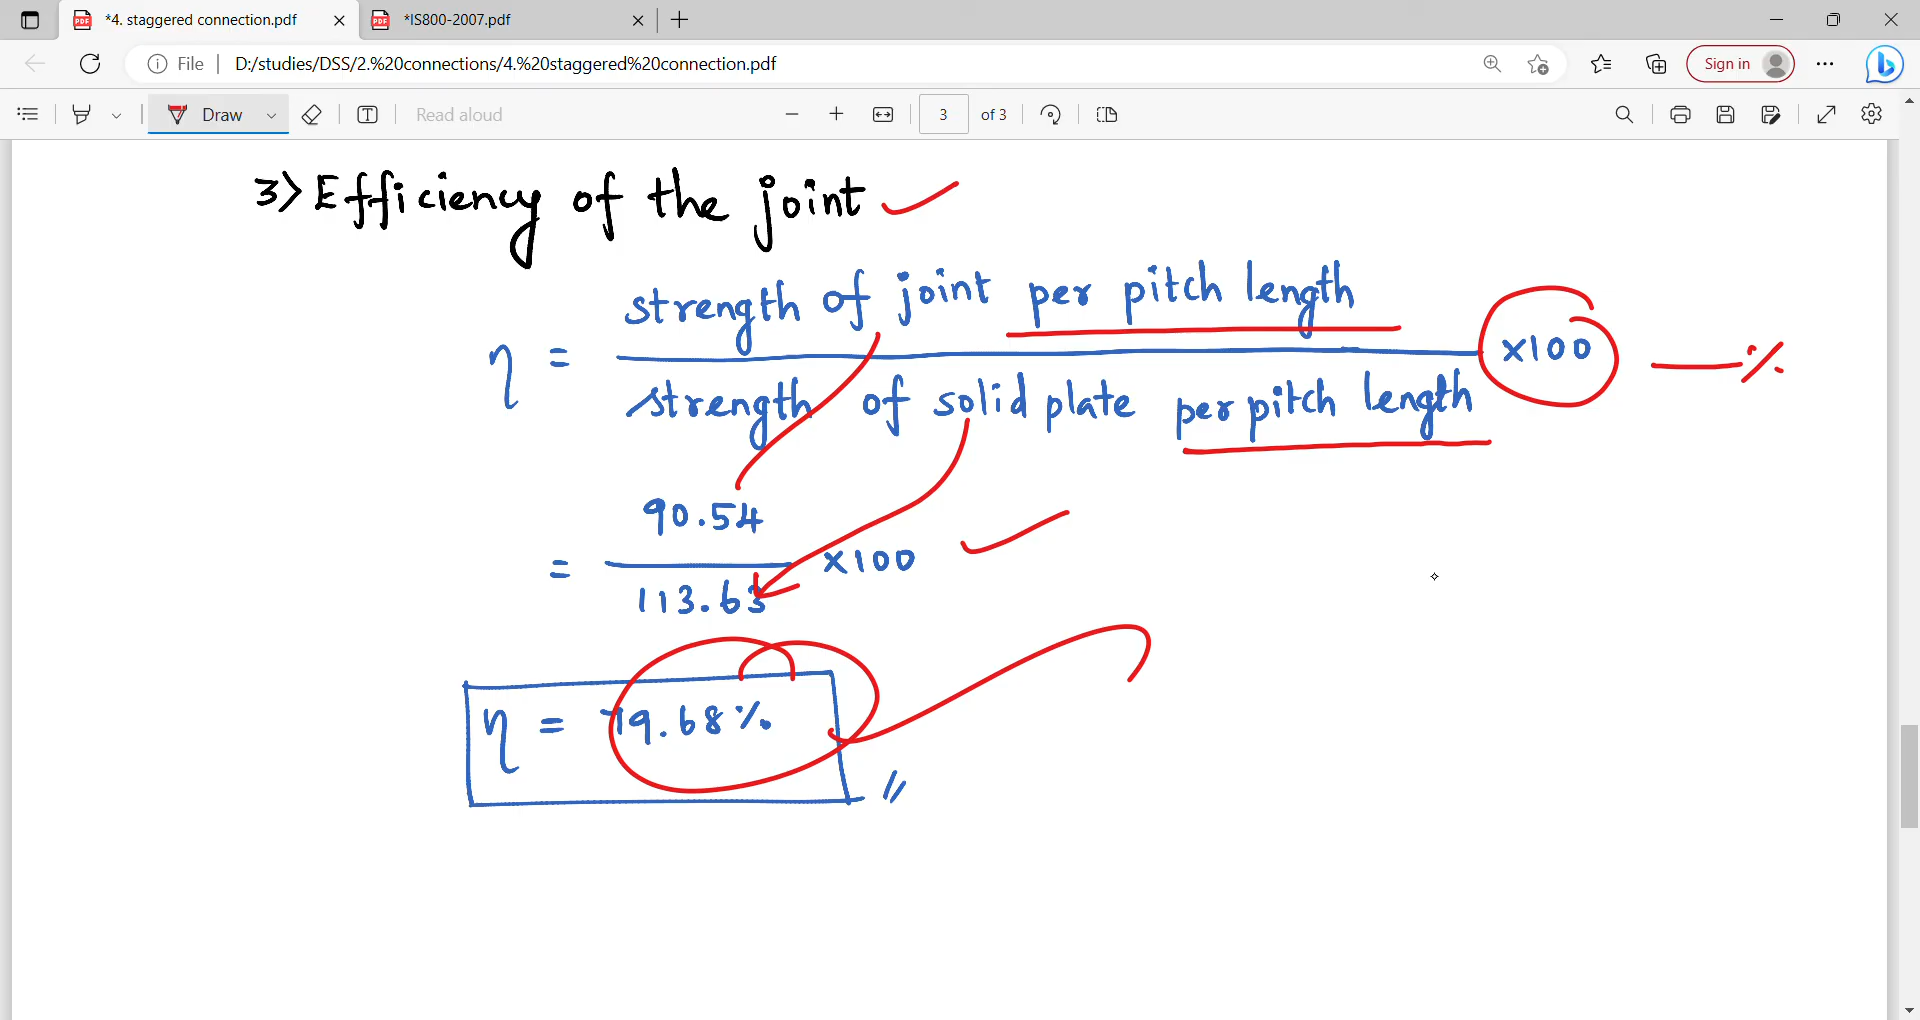 *4. staggered connection.pdf
*IS800-2007.pdf
File
D:/studies/DSS/2.%20connections/4.%20staggered%20connection.pdf
Sign in
Draw
Read aloud
3 of 3
3> Efficiency of the joint
η = strength of joint per pitch length
×100 — %
strength of solid plate per pitch length
= 90.54
×100
113.63
η = 79.68%